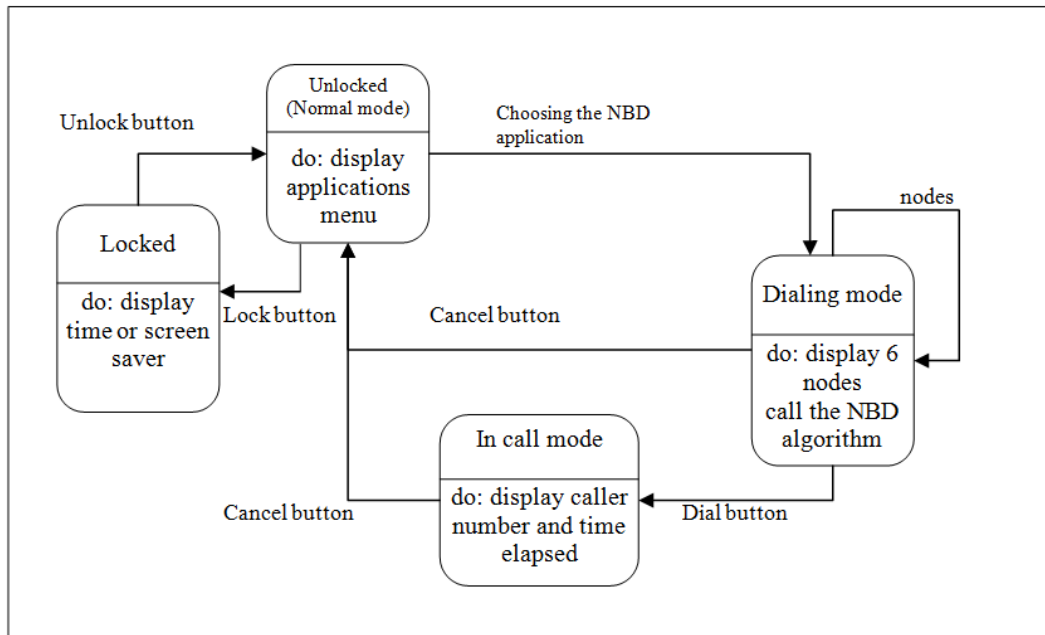 Unlocked
(Normal mode)
do: display
applications
menu
Unlock button
Choosing the NBD
application
nodes
Locked
do: display
time or screen
saver
Lock button
Cancel button
Dialing mode
do: display 6
nodes
call the NBD
algorithm
In call mode
do: display caller
number and time
elapsed
Cancel button
Dial button